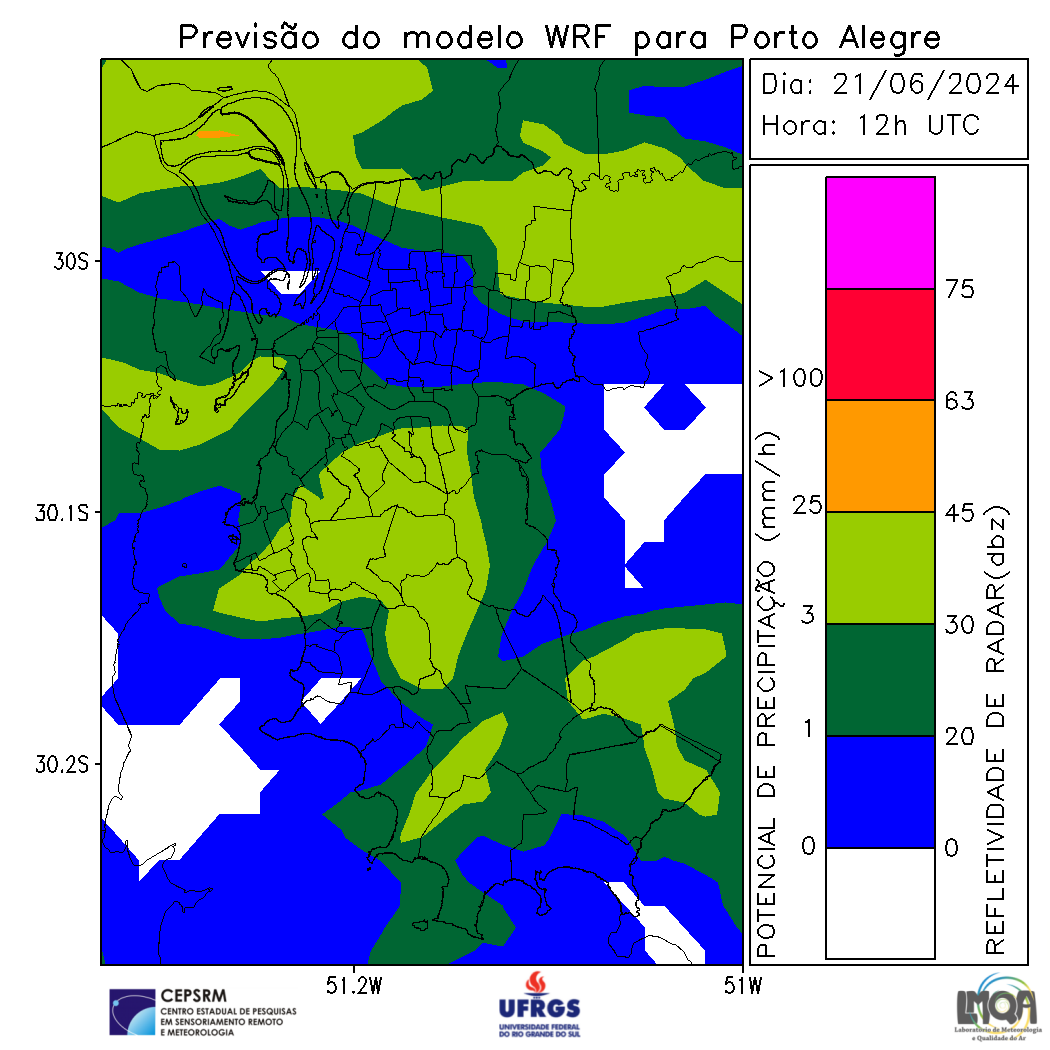 Previsão do modelo WRF para Porto Alegre
Dia: 21/06/2024
Hora: 12h UTC
30S
30.1S
30.2S
51.2W
51W
POTENCIAL DE PRECIPITAÇÃO (mm/h)
>100
25
3
1
0
75
63
45
30
20
0
REFLETIVIDADE DE RADAR(dbz)
CEPSRM
CENTRO ESTADUAL DE PESQUISAS
EM SENSORIAMENTO REMOTO
E METEOROLOGIA
UFRGS
UNIVERSIDADE FEDERAL
DO RIO GRANDE DO SUL
LMQA
Laboratório de Meteorologia
e Qualidade do Ar